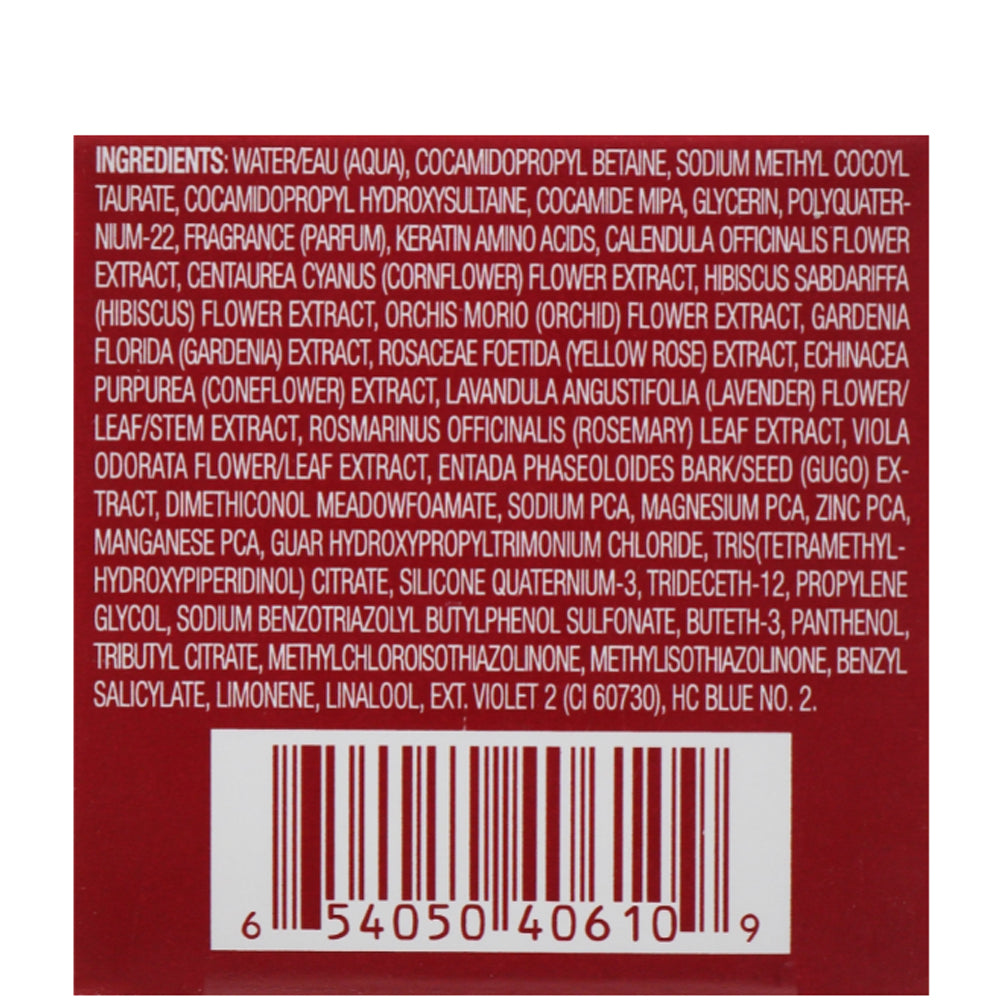 INGREDIENTS: WATER/EAU (AQUA), COCAMIDOPROPYL BETAINE, SODIUM METHYL COCOYL
TAURATE, COCAMIDOPROPYL HYDROXYSULTAINE, COCAMIDE MIPA, GLYCERIN, POLYQUATER-
NIUM-22, FRAGRANCE (PARFUM), KERATIN AMINO ACIDS, CALENDULA OFFICINALIS FLOWER
EXTRACT, CENTAUREA CYANUS (CORNFLOWER) FLOWER EXTRACT, HIBISCUS SABDARIFFA
(HIBISCUS) FLOWER EXTRACT, ORCHIS MORIO (ORCHID) FLOWER EXTRACT, GARDENIA
FLORIDA (GARDENIA) EXTRACT, ROSACEAE FOETIDA (YELLOW ROSE) EXTRACT, ECHINACEA
PURPUREA (CONEFLOWER) EXTRACT, LAVANDULA ANGUSTIFOLIA (LAVENDER) FLOWER/
LEAF/STEM EXTRACT, ROSMARINUS OFFICINALIS (ROSEMARY) LEAF EXTRACT, VIOLA
ODORATA FLOWER/LEAF EXTRACT, ENTADA PHASEOLOIDES BARK/SEED (GUGO) EX-
TRACT, DIMETHICONOL MEADOWFOAMATE, SODIUM PCA, MAGNESIUM PCA, ZINC PCA,
MANGANESE PCA, GUAR HYDROXYPROPYLTRIMONIUM CHLORIDE, TRIS(TETRAMETHYL-
HYDROXYPIPERIDINOL) CITRATE, SILICONE QUATERNIUM-3, TRIDECETH-12, PROPYLENE
GLYCOL, SODIUM BENZOTRIAZOLYL BUTYLPHENOL SULFONATE, BUTETH-3, PANTHENOL,
TRIBUTYL CITRATE, METHYLCHLOROISOTHIAZOLINONE, METHYLISOTHIAZOLINONE, BENZYL
SALICYLATE, LIMONENE, LINALOOL, EXT. VIOLET 2 (CI 60730), HC BLUE NO. 2.
6 54050 40610 9